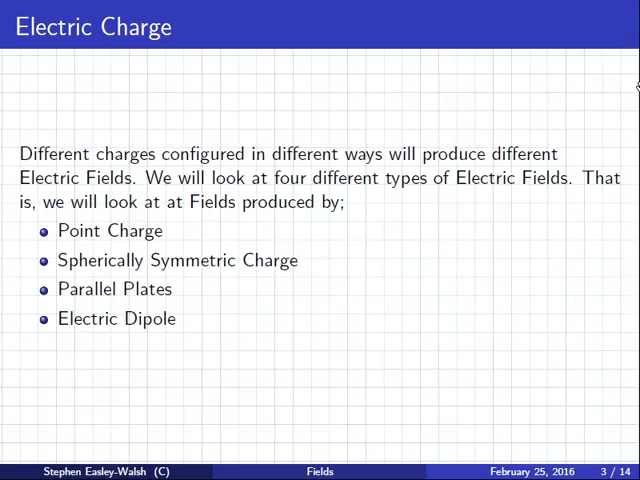 Electric Charge
Different charges configured in different ways will produce different
Electric Fields. We will look at four different types of Electric Fields. That
is, we will look at at Fields produced by;
Point Charge
Spherically Symmetric Charge
Parallel Plates
Electric Dipole
Stephen Easley-Walsh (C) Fields February 25, 2016 3 / 14